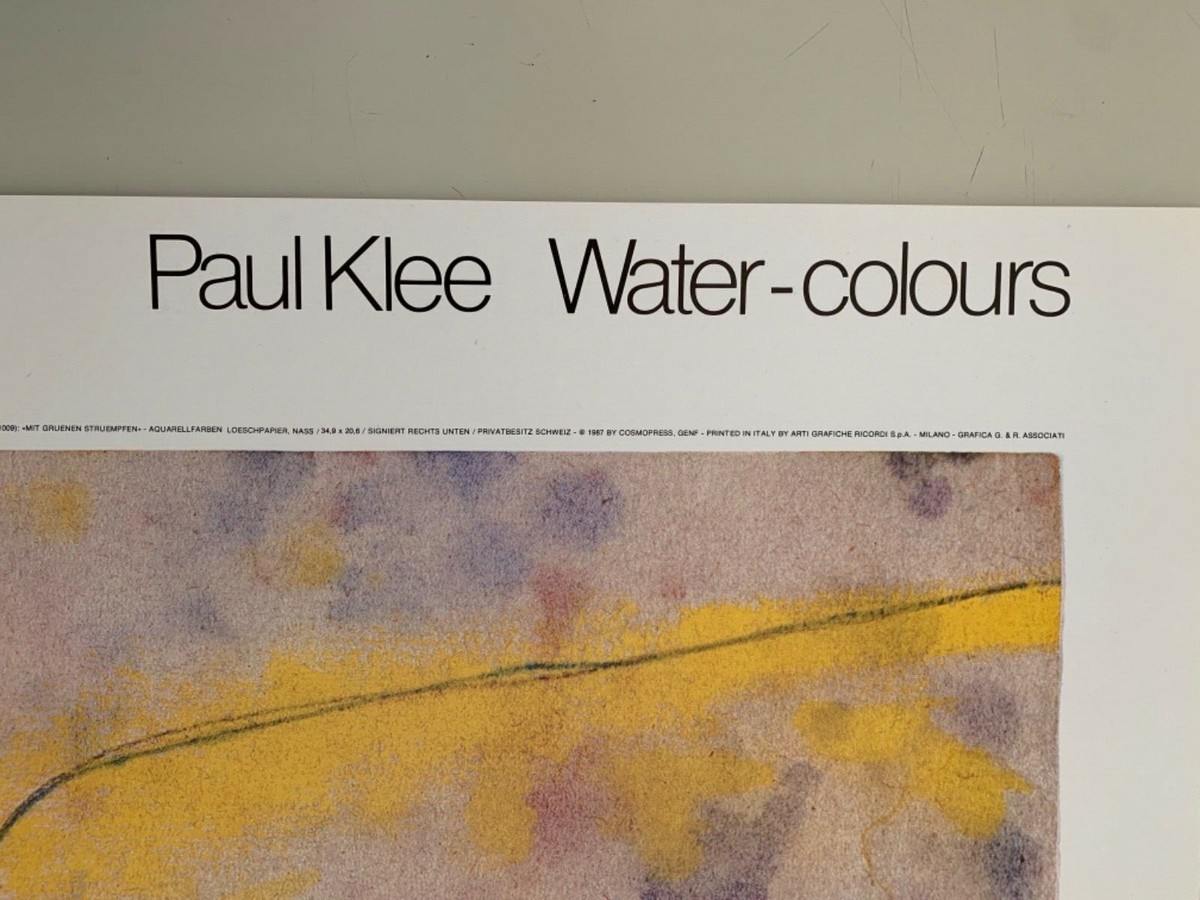 Paul Klee Water-colours
1009): «MIT GRUENEN STRUEMPFEN» - AQUARELLFARBEN LOESCHPAPIER, NASS / 34,9 x 20,6 / SIGNIERT RECHTS UNTEN / PRIVATBESITZ SCHWEIZ - © 1987 BY COSMOPRESS, GENF - PRINTED IN ITALY BY ARTI GRAFICHE RICORDI S.p.A. - MILANO - GRAFICA G. & R. ASSOCIATI